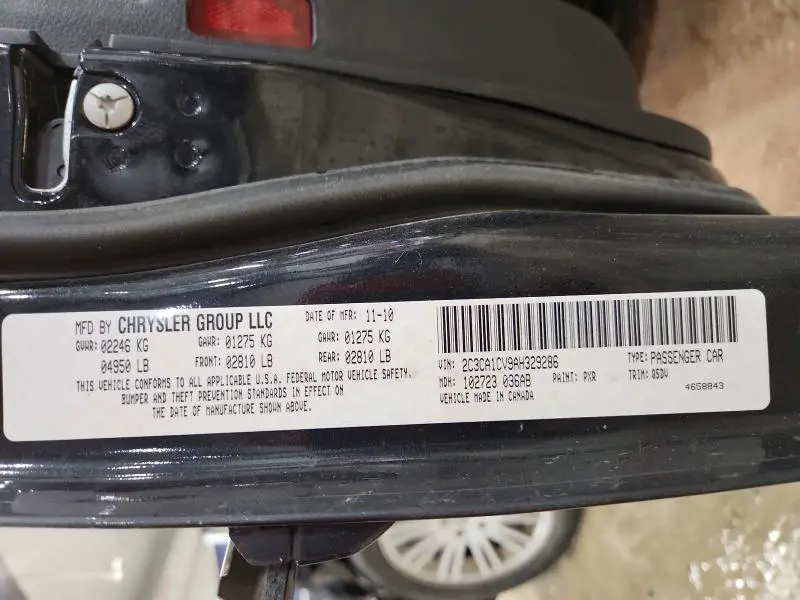 MFD BY CHRYSLER GROUP LLC DATE OF MFR: 11-10
GVWR: 02246 KG GAWR: 01275 KG GAWR: 01275 KG
04950 LB FRONT: 02810 LB REAR: 02810 LB
THIS VEHICLE CONFORMS TO ALL APPLICABLE U.S.A. FEDERAL MOTOR VEHICLE SAFETY,
BUMPER AND THEFT PREVENTION STANDARDS IN EFFECT ON
THE DATE OF MANUFACTURE SHOWN ABOVE.
VIN: 2C3CA1CV9AH329286 TYPE: PASSENGER CAR
MDH: 102723 036AB PAINT: PXR TRIM: QSDV
VEHICLE MADE IN CANADA 4658843